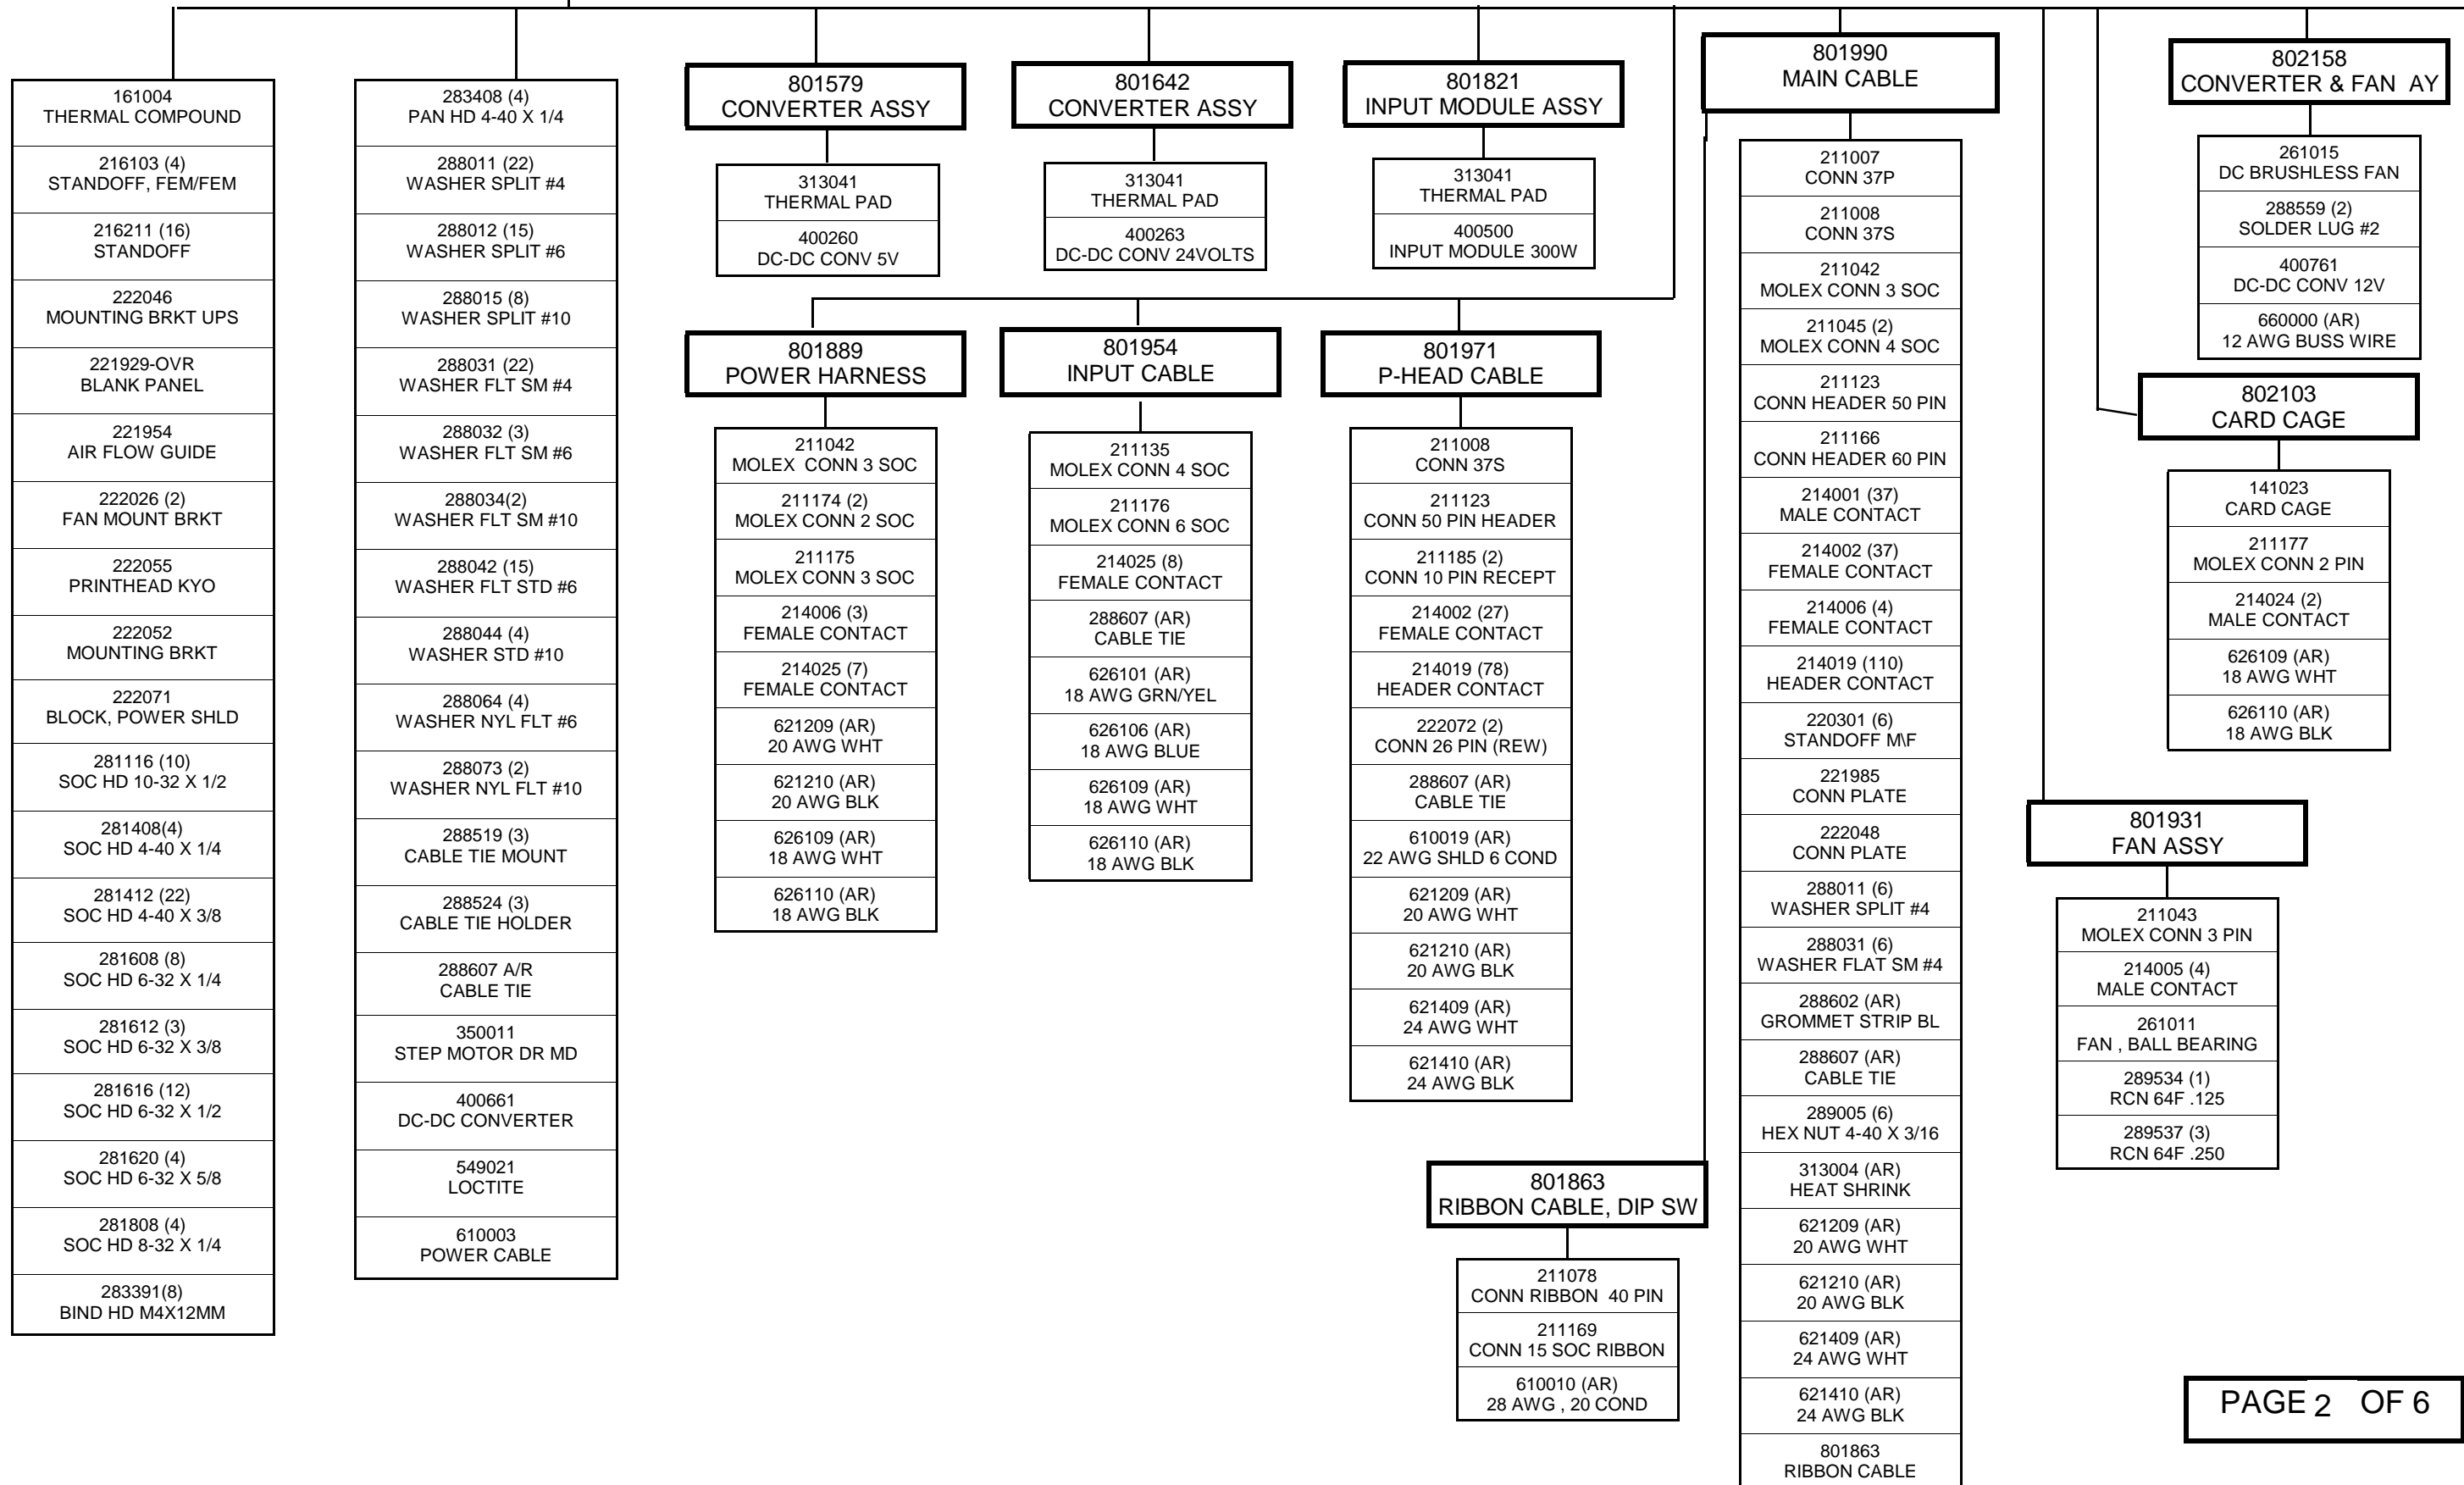 161004
THERMAL COMPOUND
216103 (4)
STANDOFF, FEM/FEM
216211 (16)
STANDOFF
222046
MOUNTING BRKT UPS
221929-OVR
BLANK PANEL
221954
AIR FLOW GUIDE
222026 (2)
FAN MOUNT BRKT
222055
PRINTHEAD KYO
222052
MOUNTING BRKT
222071
BLOCK, POWER SHLD
281116 (10)
SOC HD 10-32 X 1/2
281408(4)
SOC HD 4-40 X 1/4
281412 (22)
SOC HD 4-40 X 3/8
281608 (8)
SOC HD 6-32 X 1/4
281612 (3)
SOC HD 6-32 X 3/8
281616 (12)
SOC HD 6-32 X 1/2
281620 (4)
SOC HD 6-32 X 5/8
281808 (4)
SOC HD 8-32 X 1/4
283391(8)
BIND HD M4X12MM
283408 (4)
PAN HD 4-40 X 1/4
288011 (22)
WASHER SPLIT #4
288012 (15)
WASHER SPLIT #6
288015 (8)
WASHER SPLIT #10
288031 (22)
WASHER FLT SM #4
288032 (3)
WASHER FLT SM #6
288034(2)
WASHER FLT SM #10
288042 (15)
WASHER FLT STD #6
288044 (4)
WASHER STD #10
288064 (4)
WASHER NYL FLT #6
288073 (2)
WASHER NYL FLT #10
288519 (3)
CABLE TIE MOUNT
288524 (3)
CABLE TIE HOLDER
288607 A/R
CABLE TIE
350011
STEP MOTOR DR MD
400661
DC-DC CONVERTER
549021
LOCTITE
610003
POWER CABLE
801579
CONVERTER ASSY
313041
THERMAL PAD
400260
DC-DC CONV 5V
801642
CONVERTER ASSY
313041
THERMAL PAD
400263
DC-DC CONV 24VOLTS
801821
INPUT MODULE ASSY
313041
THERMAL PAD
400500
INPUT MODULE 300W
801889
POWER HARNESS
211042
MOLEX CONN 3 SOC
211174 (2)
MOLEX CONN 2 SOC
211175
MOLEX CONN 3 SOC
214006 (3)
FEMALE CONTACT
214025 (7)
FEMALE CONTACT
621209 (AR)
20 AWG WHT
621210 (AR)
20 AWG BLK
626109 (AR)
18 AWG WHT
626110 (AR)
18 AWG BLK
801954
INPUT CABLE
211135
MOLEX CONN 4 SOC
211176
MOLEX CONN 6 SOC
214025 (8)
FEMALE CONTACT
288607 (AR)
CABLE TIE
626101 (AR)
18 AWG GRN/YEL
626106 (AR)
18 AWG BLUE
626109 (AR)
18 AWG WHT
626110 (AR)
18 AWG BLK
801971
P-HEAD CABLE
211008
CONN 37S
211123
CONN 50 PIN HEADER
211185 (2)
CONN 10 PIN RECEPT
214002 (27)
FEMALE CONTACT
214019 (78)
HEADER CONTACT
222072 (2)
CONN 26 PIN (REW)
288607 (AR)
CABLE TIE
610019 (AR)
22 AWG SHLD 6 COND
621209 (AR)
20 AWG WHT
621210 (AR)
20 AWG BLK
621409 (AR)
24 AWG WHT
621410 (AR)
24 AWG BLK
801863
RIBBON CABLE, DIP SW
211078
CONN RIBBON 40 PIN
211169
CONN 15 SOC RIBBON
610010 (AR)
28 AWG , 20 COND
801990
MAIN CABLE
211007
CONN 37P
211008
CONN 37S
211042
MOLEX CONN 3 SOC
211045 (2)
MOLEX CONN 4 SOC
211123
CONN HEADER 50 PIN
211166
CONN HEADER 60 PIN
214001 (37)
MALE CONTACT
214002 (37)
FEMALE CONTACT
214006 (4)
FEMALE CONTACT
214019 (110)
HEADER CONTACT
220301 (6)
STANDOFF M\F
221985
CONN PLATE
222048
CONN PLATE
288011 (6)
WASHER SPLIT #4
288031 (6)
WASHER FLAT SM #4
288602 (AR)
GROMMET STRIP BL
288607 (AR)
CABLE TIE
289005 (6)
HEX NUT 4-40 X 3/16
313004 (AR)
HEAT SHRINK
621209 (AR)
20 AWG WHT
621210 (AR)
20 AWG BLK
621409 (AR)
24 AWG WHT
621410 (AR)
24 AWG BLK
801863
RIBBON CABLE
802158
CONVERTER & FAN AY
261015
DC BRUSHLESS FAN
288559 (2)
SOLDER LUG #2
400761
DC-DC CONV 12V
660000 (AR)
12 AWG BUSS WIRE
802103
CARD CAGE
141023
CARD CAGE
211177
MOLEX CONN 2 PIN
214024 (2)
MALE CONTACT
626109 (AR)
18 AWG WHT
626110 (AR)
18 AWG BLK
801931
FAN ASSY
211043
MOLEX CONN 3 PIN
214005 (4)
MALE CONTACT
261011
FAN , BALL BEARING
289534 (1)
RCN 64F .125
289537 (3)
RCN 64F .250
PAGE 2 OF 6